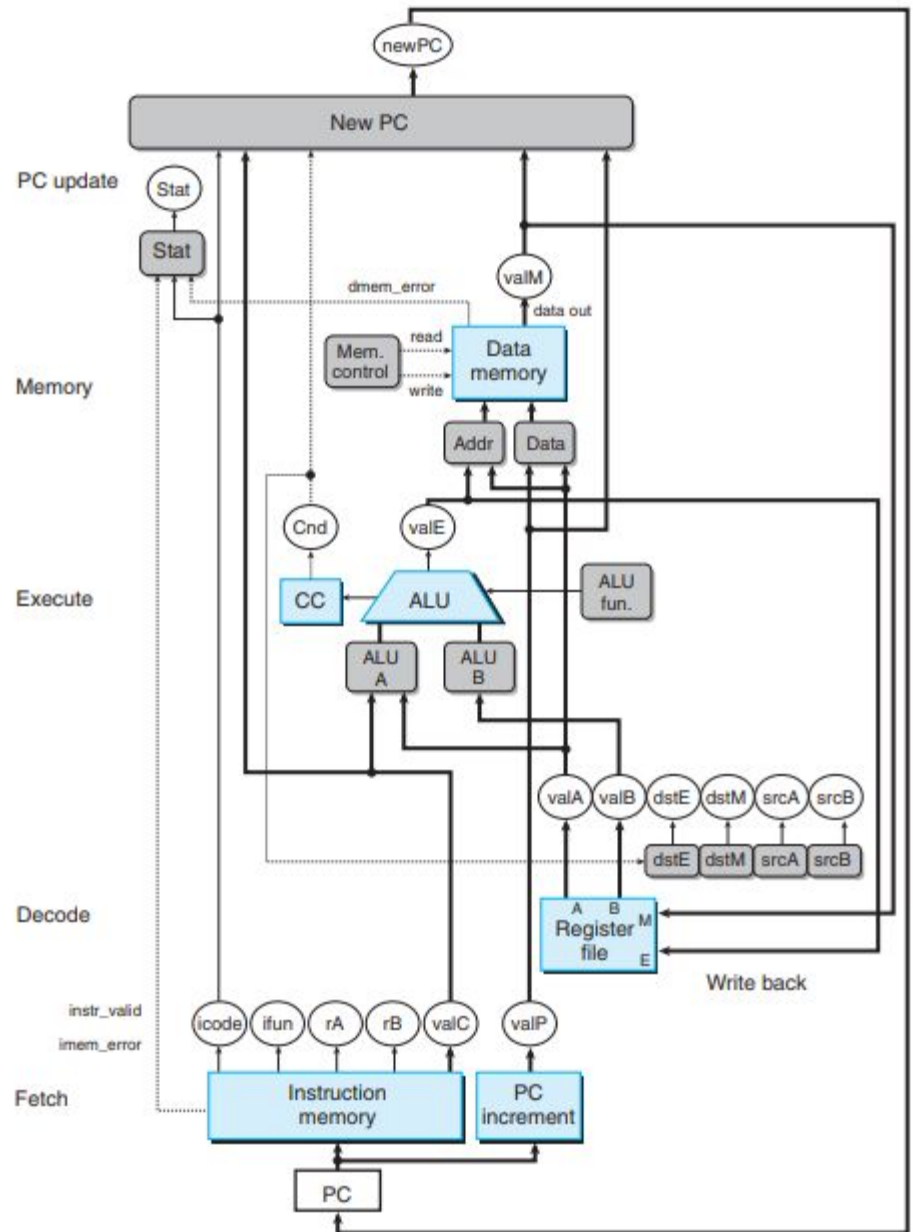 newPC
New PC
PC update
Stat
Stat
valM
dmem_error
data out
read
Mem.
control
Data
memory
write
Memory
Addr
Data
Cnd
valE
Execute
CC
ALU
ALU
fun.
ALU
A
ALU
B
valA
valB
dstE
dstM
srcA
srcB
dstE
dstM
srcA
srcB
Decode
A
B
M
Register
file
E
Write back
instr_valid
imem_error
icode
ifun
rA
rB
valC
valP
Fetch
Instruction
memory
PC
increment
PC